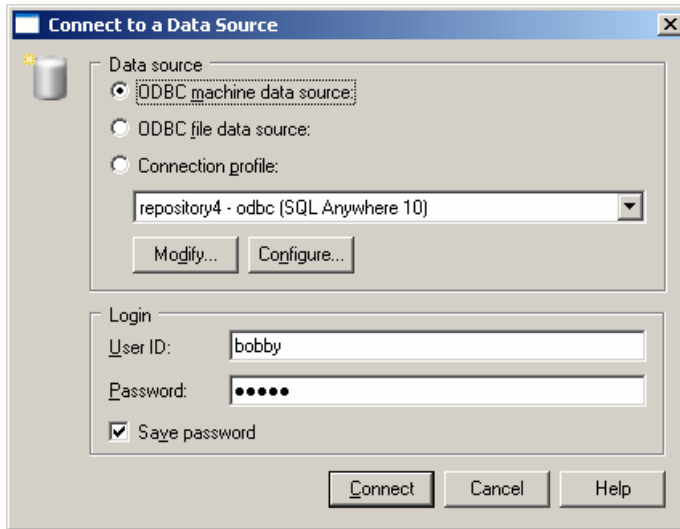 Connect to a Data Source
Data source
ODBC machine data source:
ODBC file data source:
Connection profile:
repository4 - odbc (SQL Anywhere 10)
Modify... Configure...
Login
User ID: bobby
Password: ●●●●●
Save password
Connect Cancel Help